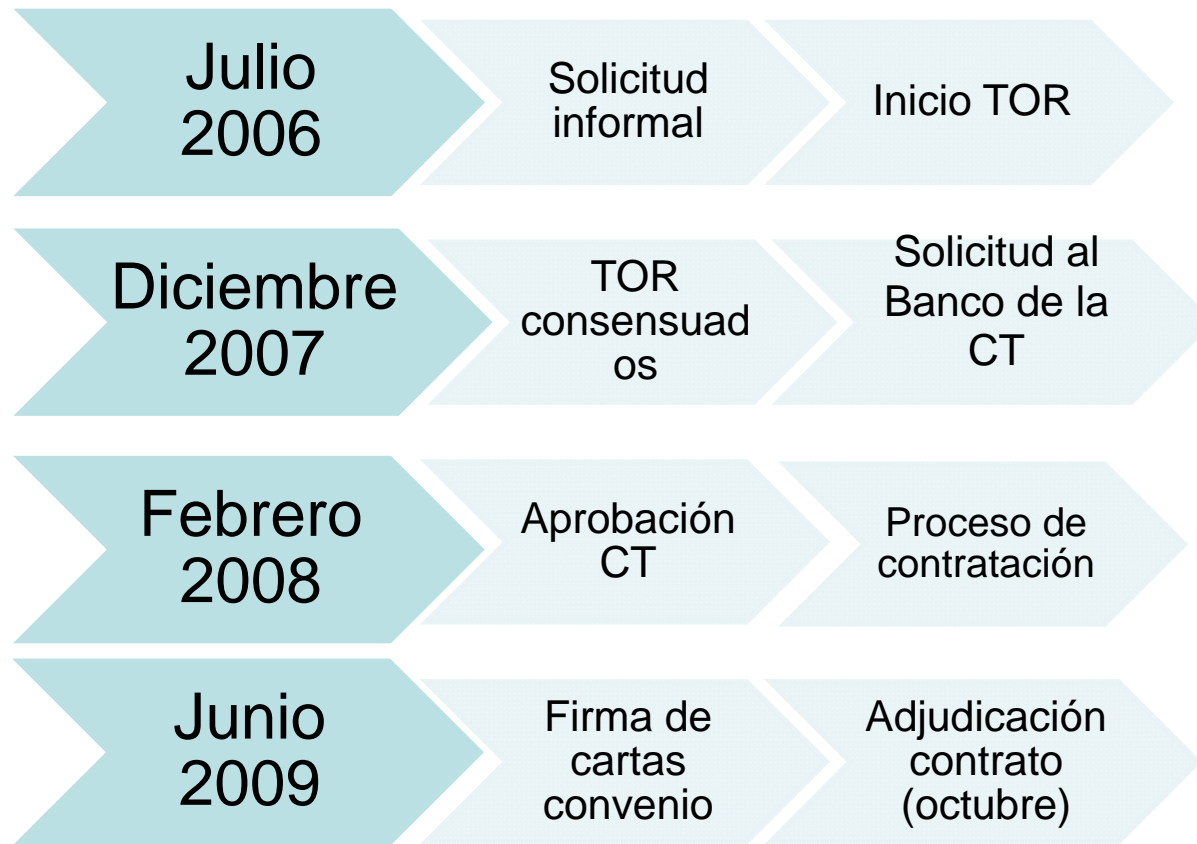 Julio
2006
Solicitud
informal
Inicio TOR
Diciembre
2007
TOR
consensuad
os
Solicitud al
Banco de la
CT
Febrero
2008
Aprobación
CT
Proceso de
contratación
Junio
2009
Firma de
cartas
convenio
Adjudicación
contrato
(octubre)